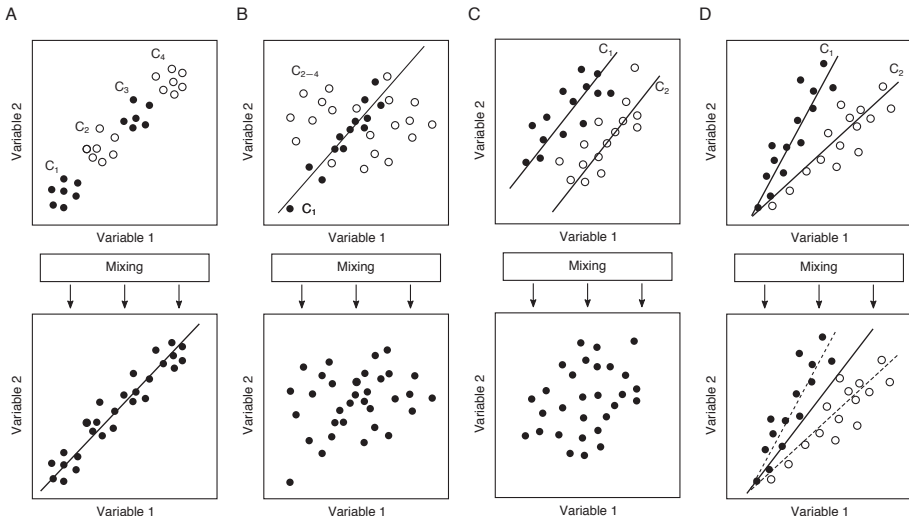 A
B
C
D
C₄
C₃
C₂
C₁
Variable 2
Variable 1
C₂₋₄
C₁
Variable 2
Variable 1
C₁
C₂
Variable 2
Variable 1
C₁
C₂
Variable 2
Variable 1
Mixing
Mixing
Mixing
Mixing
Variable 2
Variable 1
Variable 2
Variable 1
Variable 2
Variable 1
Variable 2
Variable 1